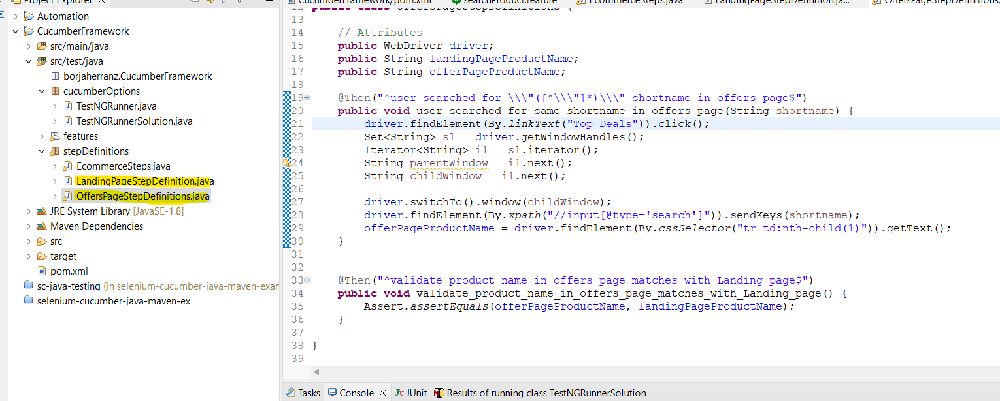 Project Explorer
Automation
CucumberFramework
src/main/java
src/test/java
borjaherranz.CucumberFramework
cucumberOptions
TestNGRunner.java
TestNGRunnerSolution.java
features
stepDefinitions
EcommerceSteps.java
LandingPageStepDefinition.java
OffersPageStepDefinitions.java
JRE System Library [JavaSE-1.8]
Maven Dependencies
src
target
pom.xml
sc-java-testing (in selenium-cucumber-java-maven-exam
selenium-cucumber-java-maven-ex
CucumberFramework/pom.xml searchProduct.feature EcommerceSteps.java LandingPageStepDefinition.ja... OffersPageStepDefinitions.
12 public class OffersPageStepDefinitions {
13
14 // Attributes
15 public WebDriver driver;
16 public String landingPageProductName;
17 public String offerPageProductName;
18
19 @Then("^user searched for \\\"([^\\\"]*)\\\" shortname in offers page$")
20 public void user_searched_for_same_shortname_in_offers_page(String shortname) {
21 driver.findElement(By.linkText("Top Deals")).click();
22 Set<String> sl = driver.getWindowHandles();
23 Iterator<String> i1 = sl.iterator();
24 String parentWindow = i1.next();
25 String childWindow = i1.next();
26
27 driver.switchTo().window(childWindow);
28 driver.findElement(By.xpath("//input[@type='search']")).sendKeys(shortname);
29 offerPageProductName = driver.findElement(By.cssSelector("tr td:nth-child(1)")).getText();
30 }
31
32
33 @Then("^validate product name in offers page matches with Landing page$")
34 public void validate_product_name_in_offers_page_matches_with_Landing_page() {
35 Assert.assertEquals(offerPageProductName, landingPageProductName);
36 }
37
38 }
39
Tasks Console JUnit Results of running class TestNGRunnerSolution